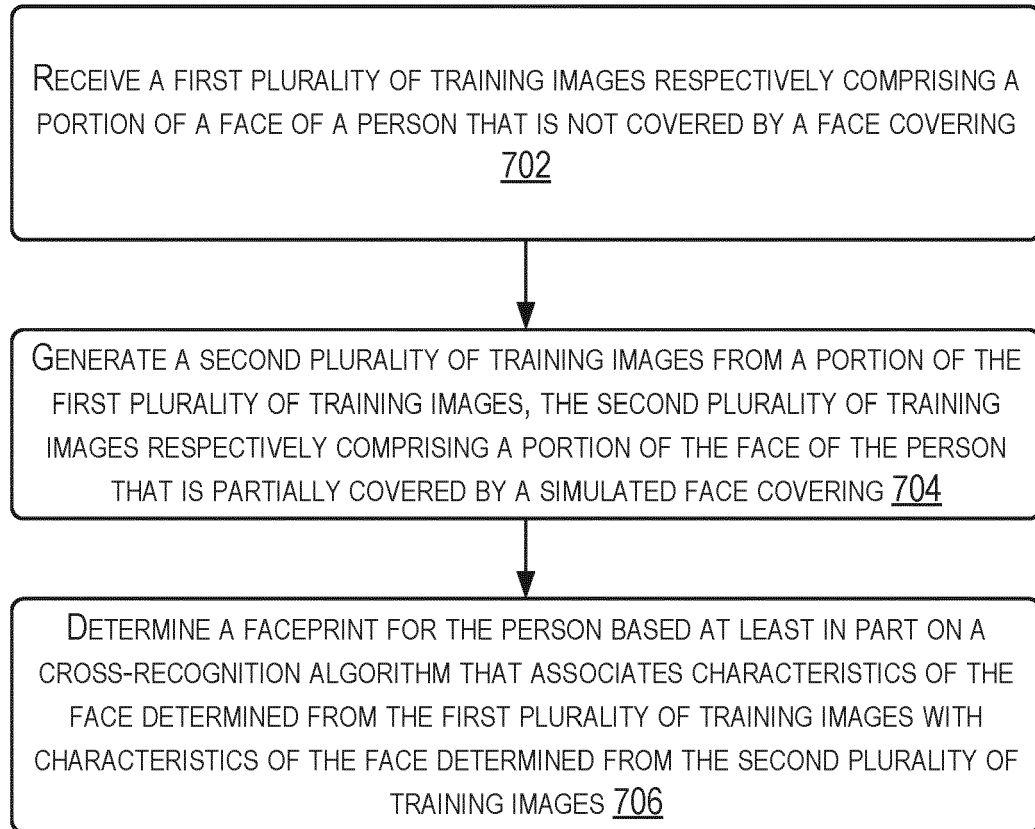 RECEIVE A FIRST PLURALITY OF TRAINING IMAGES RESPECTIVELY COMPRISING A
PORTION OF A FACE OF A PERSON THAT IS NOT COVERED BY A FACE COVERING
702
GENERATE A SECOND PLURALITY OF TRAINING IMAGES FROM A PORTION OF THE
FIRST PLURALITY OF TRAINING IMAGES, THE SECOND PLURALITY OF TRAINING
IMAGES RESPECTIVELY COMPRISING A PORTION OF THE FACE OF THE PERSON
THAT IS PARTIALLY COVERED BY A SIMULATED FACE COVERING 704
DETERMINE A FACEPRINT FOR THE PERSON BASED AT LEAST IN PART ON A
CROSS-RECOGNITION ALGORITHM THAT ASSOCIATES CHARACTERISTICS OF THE
FACE DETERMINED FROM THE FIRST PLURALITY OF TRAINING IMAGES WITH
CHARACTERISTICS OF THE FACE DETERMINED FROM THE SECOND PLURALITY OF
TRAINING IMAGES 706